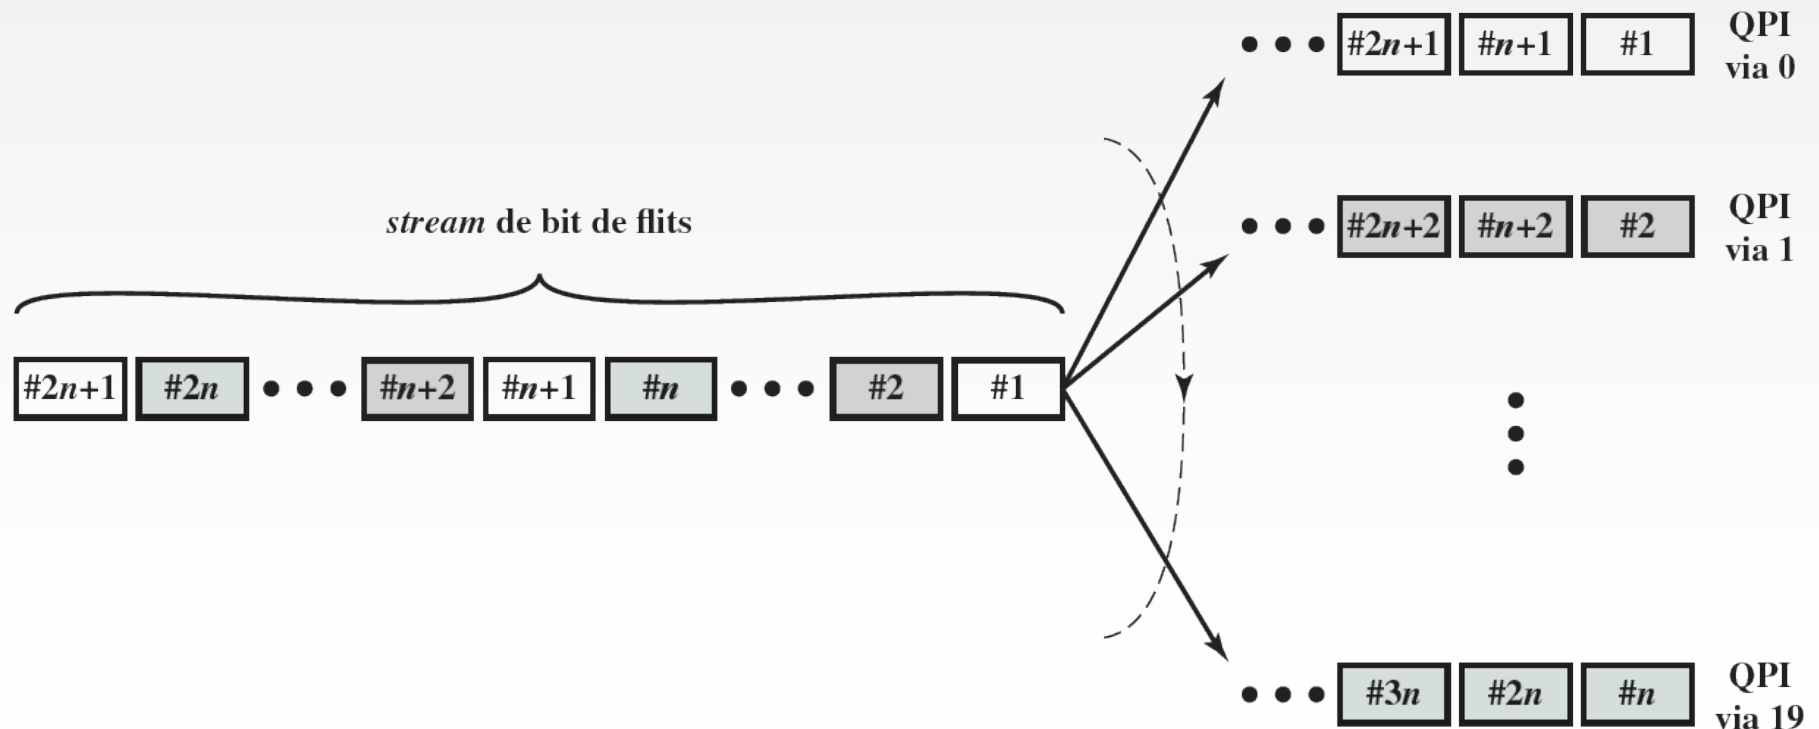 #2n+1 #n+1 #1 QPI via 0
stream de bit de flits
#2n+2 #n+2 #2 QPI via 1
#2n+1 #2n #n+2 #n+1 #n #2 #1
#3n #2n #n QPI via 19